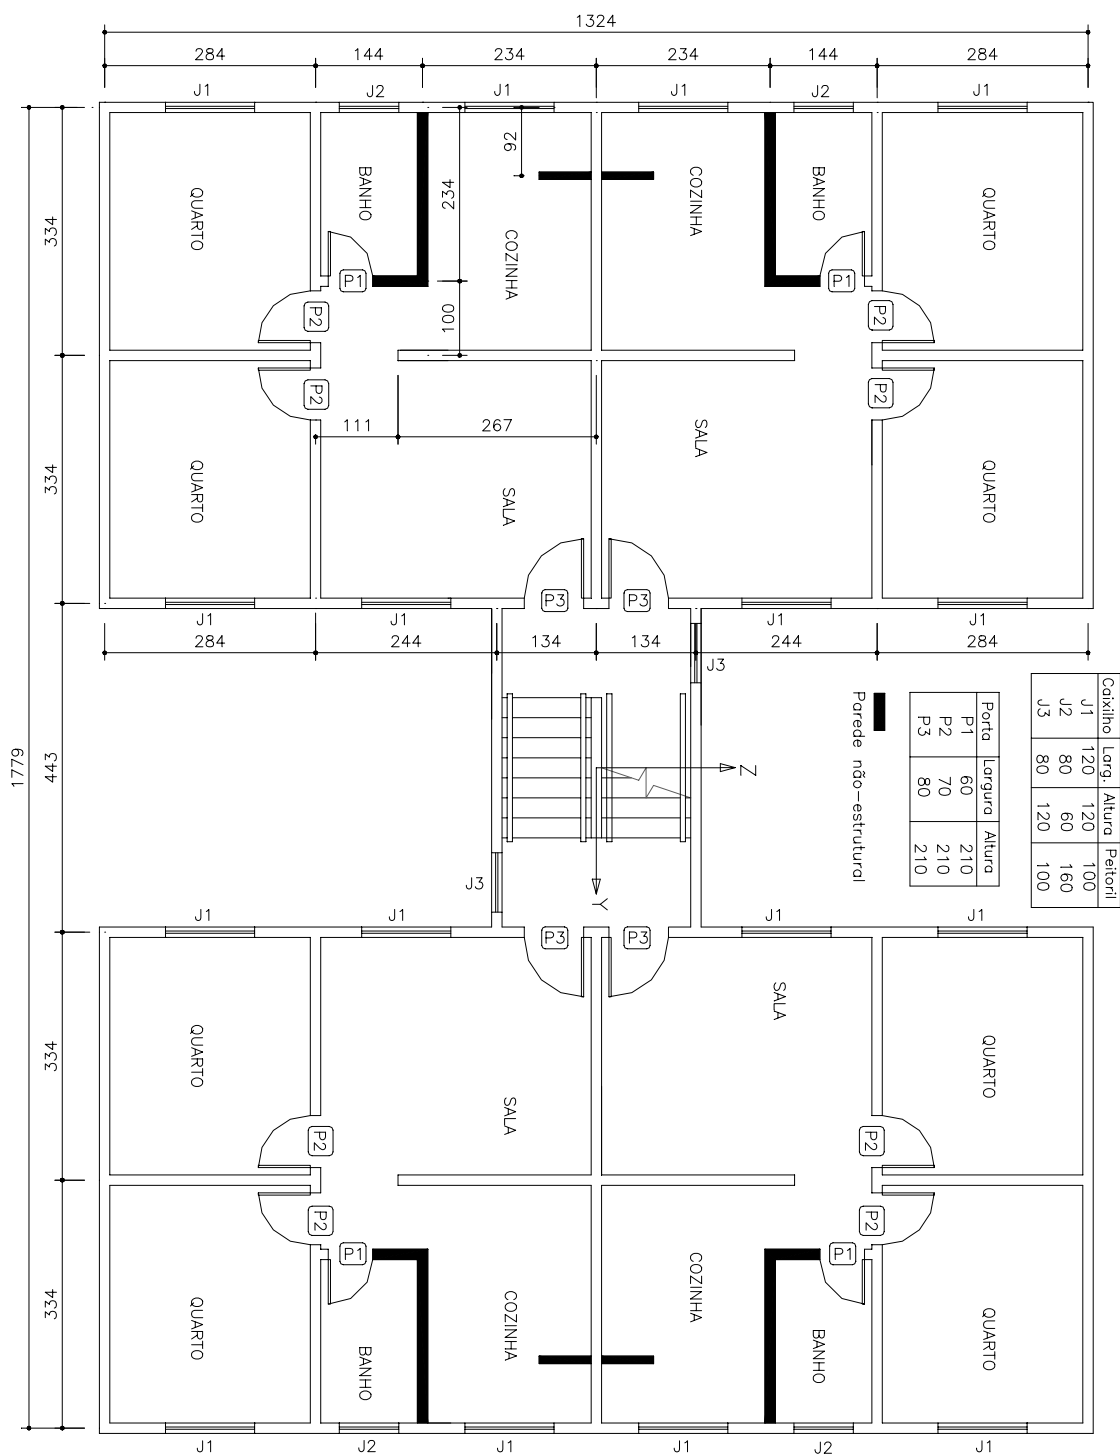 1324
284 144 234 234 144 284
J1 J2 J1 J1 J2 J1
92
234
334
QUARTO BANHO COZINHA COZINHA BANHO QUARTO
P1 P1
P2 P2
100
P2 P2
111 267
334
QUARTO SALA SALA QUARTO
P3 P3
J1 J1 J1 J1
284 244 134 134 244 284
J3
Caixilho Larg. Altura Peitoril
J1 120 120 100
J2 80 60 160
J3 80 120 100
Porta Largura Altura
P1 60 210
P2 70 210
P3 80 210
Parede não-estrutural
Z
Y
443
1779
J3
J1 J1 J1 J1
P3 P3
334
QUARTO SALA SALA QUARTO
P2 P2
P2 P2
P1 P1
334
QUARTO BANHO COZINHA COZINHA BANHO QUARTO
J1 J2 J1 J1 J2 J1